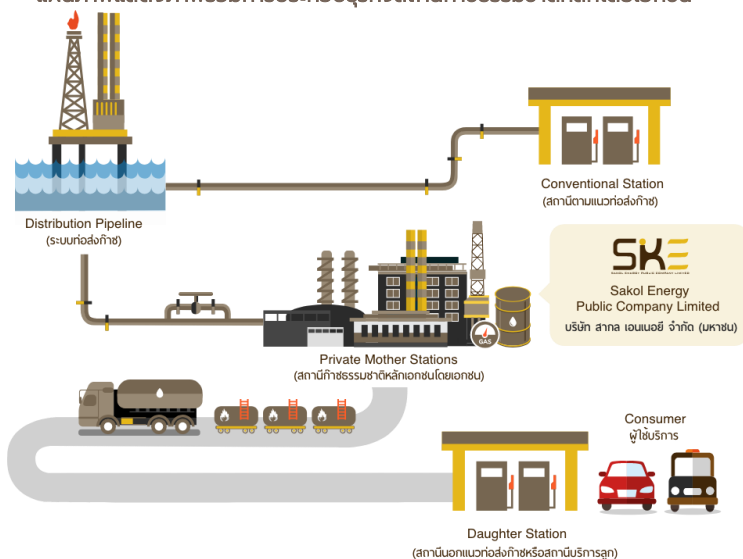 Conventional Station
(สถานีตามแนวท่อส่งก๊าซ)
Distribution Pipeline
(ระบบท่อส่งก๊าซ)
SKE
SAKOL ENERGY PUBLIC COMPANY LIMITED
Sakol Energy
Public Company Limited
บริษัท สากล เอนเนอยี จำกัด (มหาชน)
GAS
Private Mother Stations
(สถานีก๊าซธรรมชาติหลักเอกชนโดยเอกชน)
Consumer
ผู้ใช้บริการ
Daughter Station
(สถานีนอกแนวท่อส่งก๊าซหรือสถานีบริการลูก)